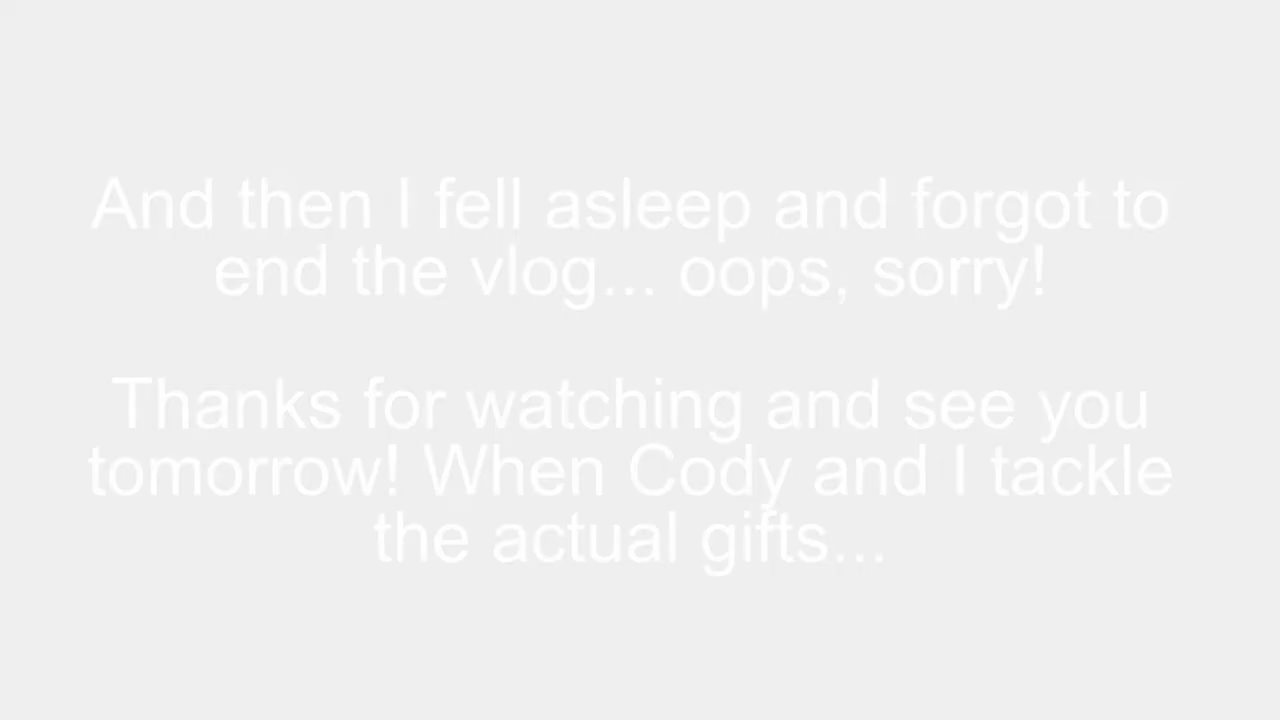 And then I fell asleep and forgot to
end the vlog... oops, sorry!
Thanks for watching and see you
tomorrow! When Cody and I tackle
the actual gifts...